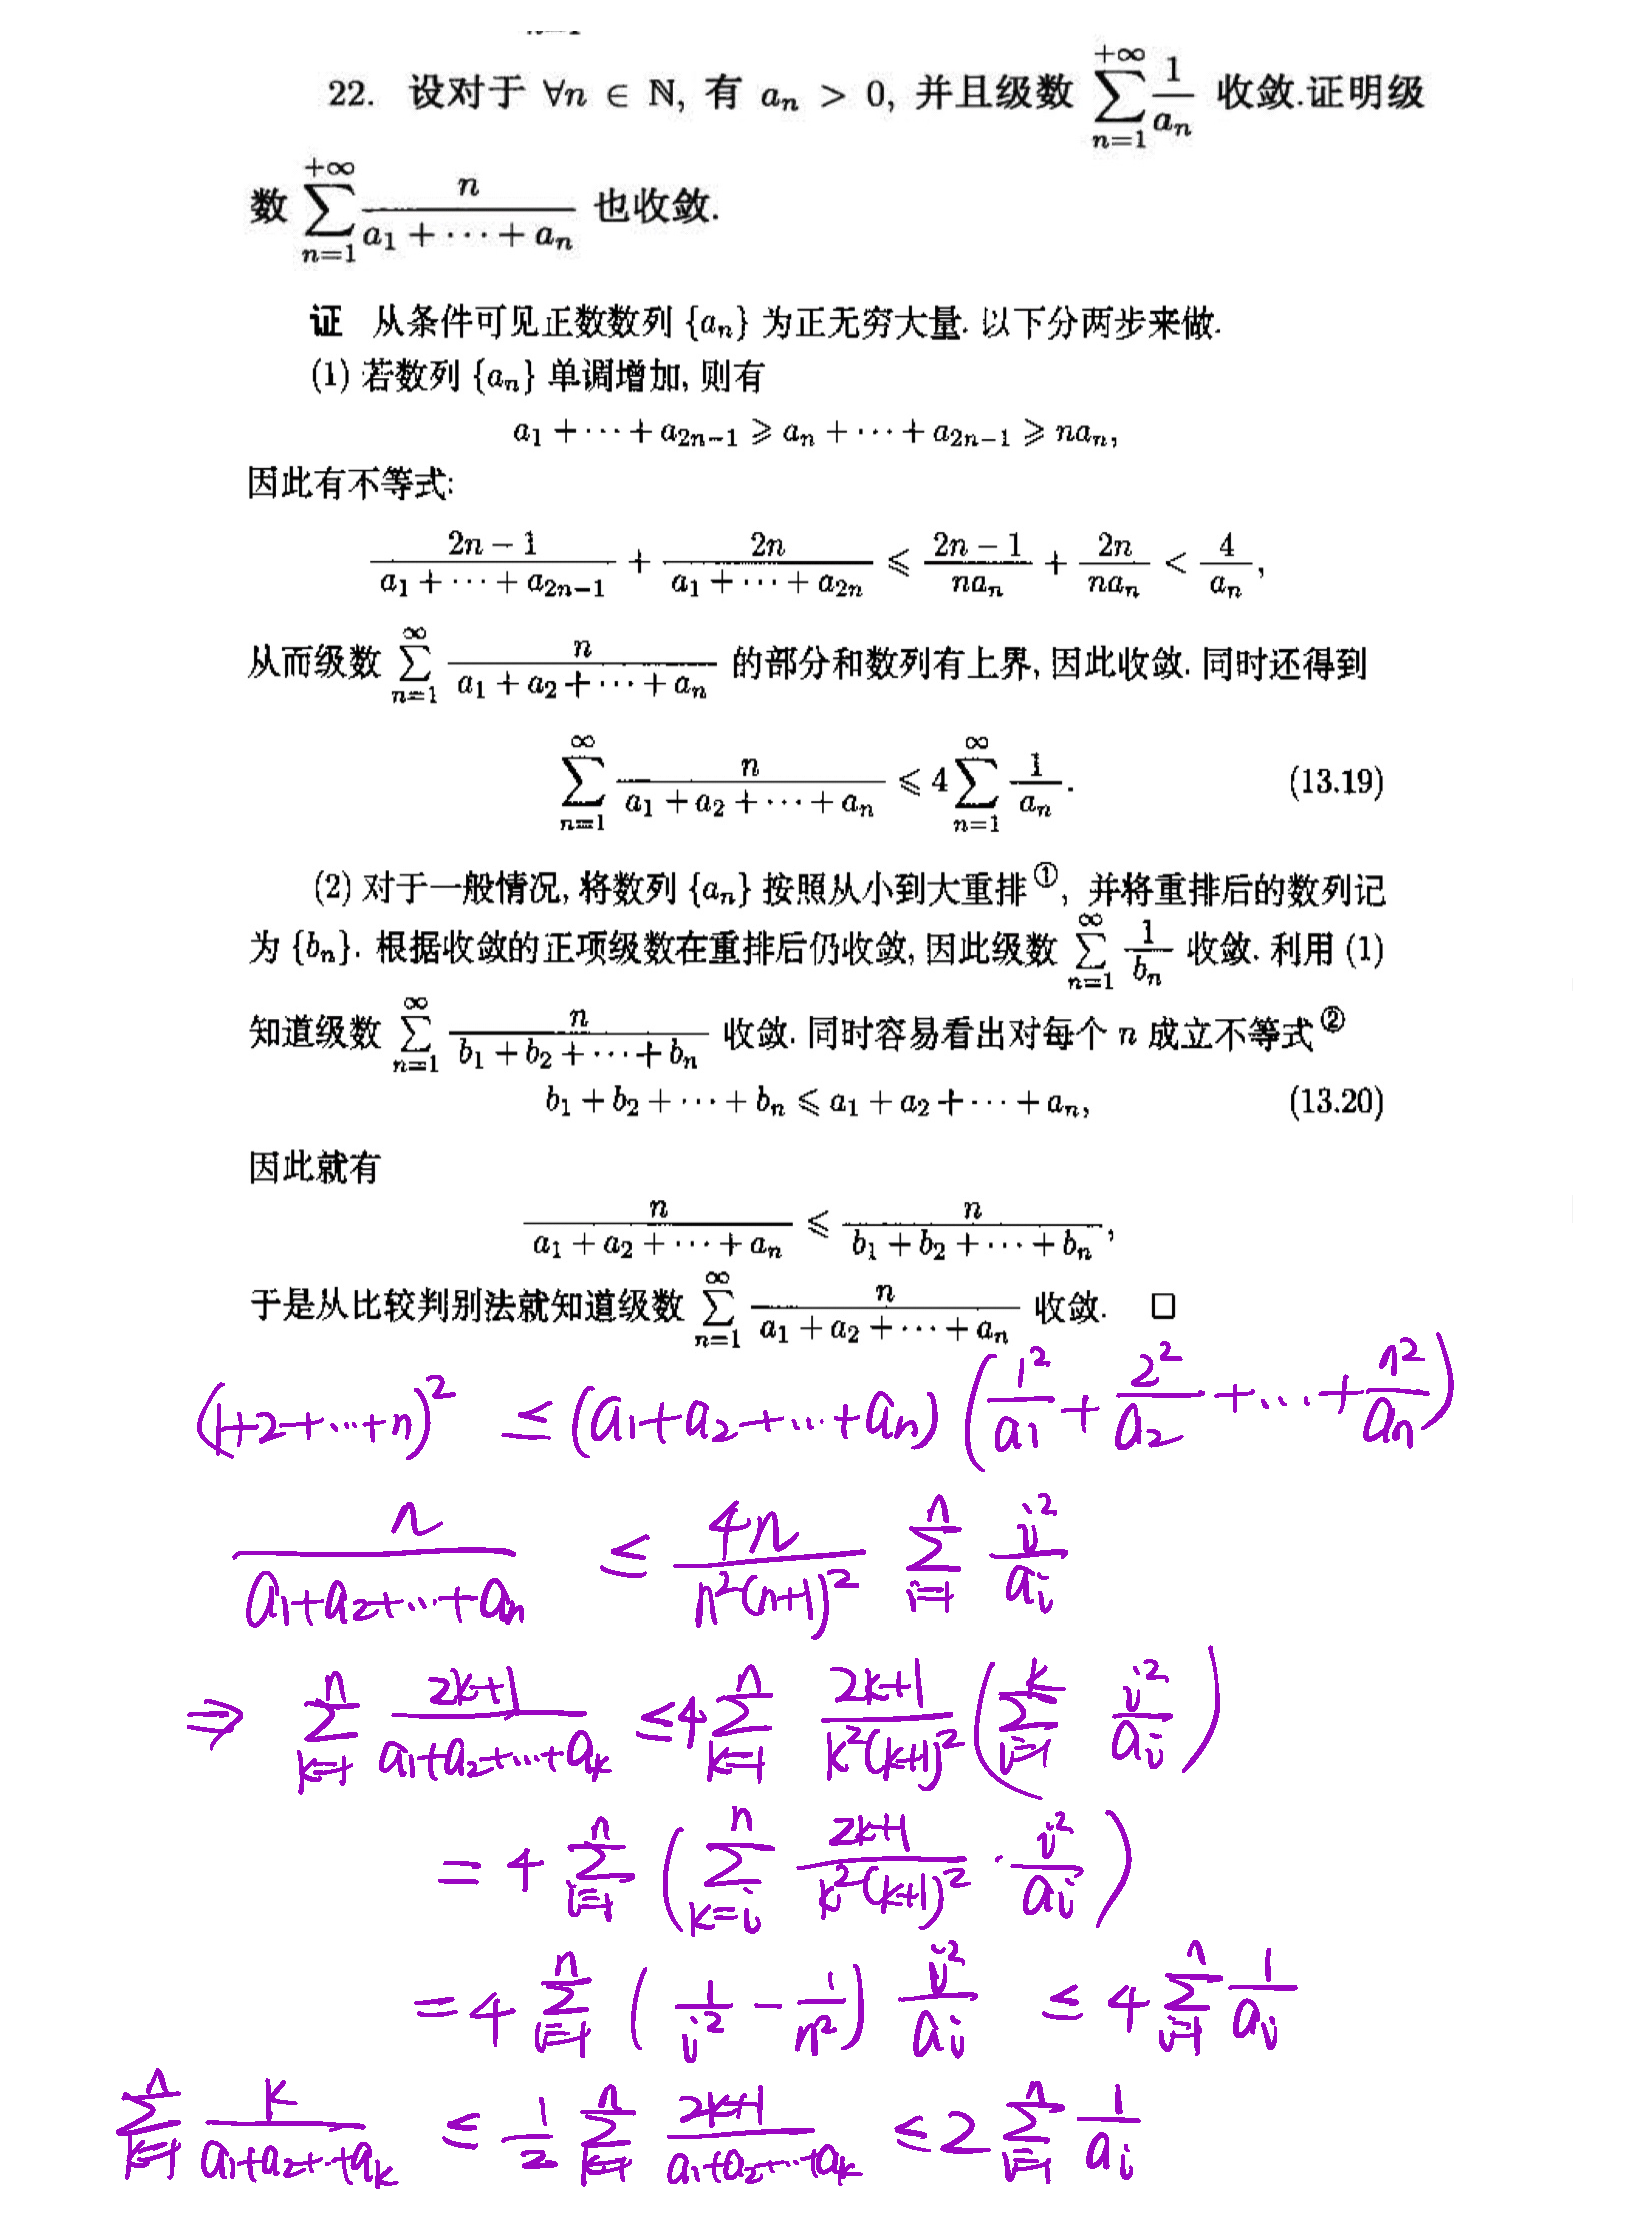 22. 设对于 ∀n ∈ ℕ, 有 aₙ > 0, 并且级数 \sum_{n=1}^{+\infty} \frac{1}{a_n} 收敛.证明级
数 \sum_{n=1}^{+\infty} \frac{n}{a_1+\cdots+a_n} 也收敛.
证 从条件可见正数数列 {a_n} 为正无穷大量. 以下分两步来做.
(1) 若数列 {a_n} 单调增加, 则有
a_1+\cdots+a_{2n-1} \geqslant a_n+\cdots+a_{2n-1} \geqslant na_n,
因此有不等式:
\frac{2n-1}{a_1+\cdots+a_{2n-1}} + \frac{2n}{a_1+\cdots+a_{2n}} \leqslant \frac{2n-1}{na_n} + \frac{2n}{na_n} < \frac{4}{a_n},
从而级数 \sum_{n=1}^{\infty} \frac{n}{a_1+a_2+\cdots+a_n} 的部分和数列有上界, 因此收敛. 同时还得到
\sum_{n=1}^{\infty} \frac{n}{a_1+a_2+\cdots+a_n} \leqslant 4\sum_{n=1}^{\infty} \frac{1}{a_n}. (13.19)
(2) 对于一般情况, 将数列 {a_n} 按照从小到大重排①, 并将重排后的数列记
为 {b_n}. 根据收敛的正项级数在重排后仍收敛, 因此级数 \sum_{n=1}^{\infty} \frac{1}{b_n} 收敛. 利用 (1)
知道级数 \sum_{n=1}^{\infty} \frac{n}{b_1+b_2+\cdots+b_n} 收敛. 同时容易看出对每个 n 成立不等式②
b_1+b_2+\cdots+b_n \leqslant a_1+a_2+\cdots+a_n, (13.20)
因此就有
\frac{n}{a_1+a_2+\cdots+a_n} \leqslant \frac{n}{b_1+b_2+\cdots+b_n},
于是从比较判别法就知道级数 \sum_{n=1}^{\infty} \frac{n}{a_1+a_2+\cdots+a_n} 收敛. □
(1+2+\cdots+n)^2 \leq (a_1+a_2+\cdots+a_n)\left(\frac{1^2}{a_1}+\frac{2^2}{a_2}+\cdots+\frac{n^2}{a_n}\right)
\frac{n}{a_1+a_2+\cdots+a_n} \leq \frac{4n}{n^2(n+1)^2} \sum_{i=1}^{n} \frac{i^2}{a_i}
\Rightarrow \sum_{k=1}^{n} \frac{2k+1}{a_1+a_2+\cdots+a_k} \leq 4\sum_{k=1}^{n} \frac{2k+1}{k^2(k+1)^2}\left(\sum_{i=1}^{k} \frac{i^2}{a_i}\right)
= 4\sum_{i=1}^{n}\left(\sum_{k=i}^{n} \frac{2k+1}{k^2(k+1)^2} \cdot \frac{i^2}{a_i}\right)
= 4\sum_{i=1}^{n}\left(\frac{1}{i^2}-\frac{1}{n^2}\right)\frac{i^2}{a_i} \leq 4\sum_{i=1}^{n} \frac{1}{a_i}
\sum_{k=1}^{n} \frac{k}{a_1+a_2+\cdots+a_k} \leq \frac{1}{2}\sum_{k=1}^{n} \frac{2k+1}{a_1+a_2+\cdots+a_k} \leq 2\sum_{i=1}^{n} \frac{1}{a_i}